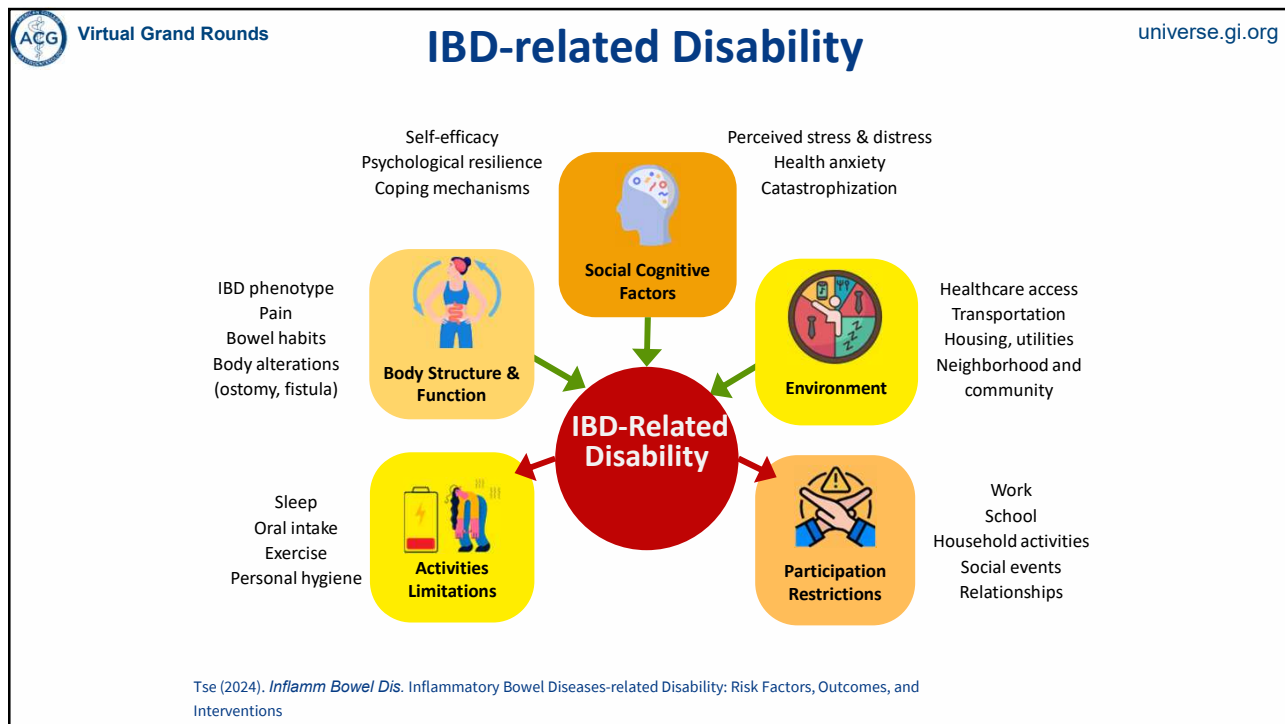 ACG
Virtual Grand Rounds
IBD-related Disability
universe.gi.org
Self-efficacy
Psychological resilience
Coping mechanisms
Perceived stress & distress
Health anxiety
Catastrophization
Social Cognitive
Factors
IBD phenotype
Pain
Bowel habits
Body alterations
(ostomy, fistula)
Body Structure &
Function
Environment
Healthcare access
Transportation
Housing, utilities
Neighborhood and
community
IBD-Related
Disability
Sleep
Oral intake
Exercise
Personal hygiene
Activities
Limitations
Participation
Restrictions
Work
School
Household activities
Social events
Relationships
Tse (2024). Inflamm Bowel Dis. Inflammatory Bowel Diseases-related Disability: Risk Factors, Outcomes, and
Interventions